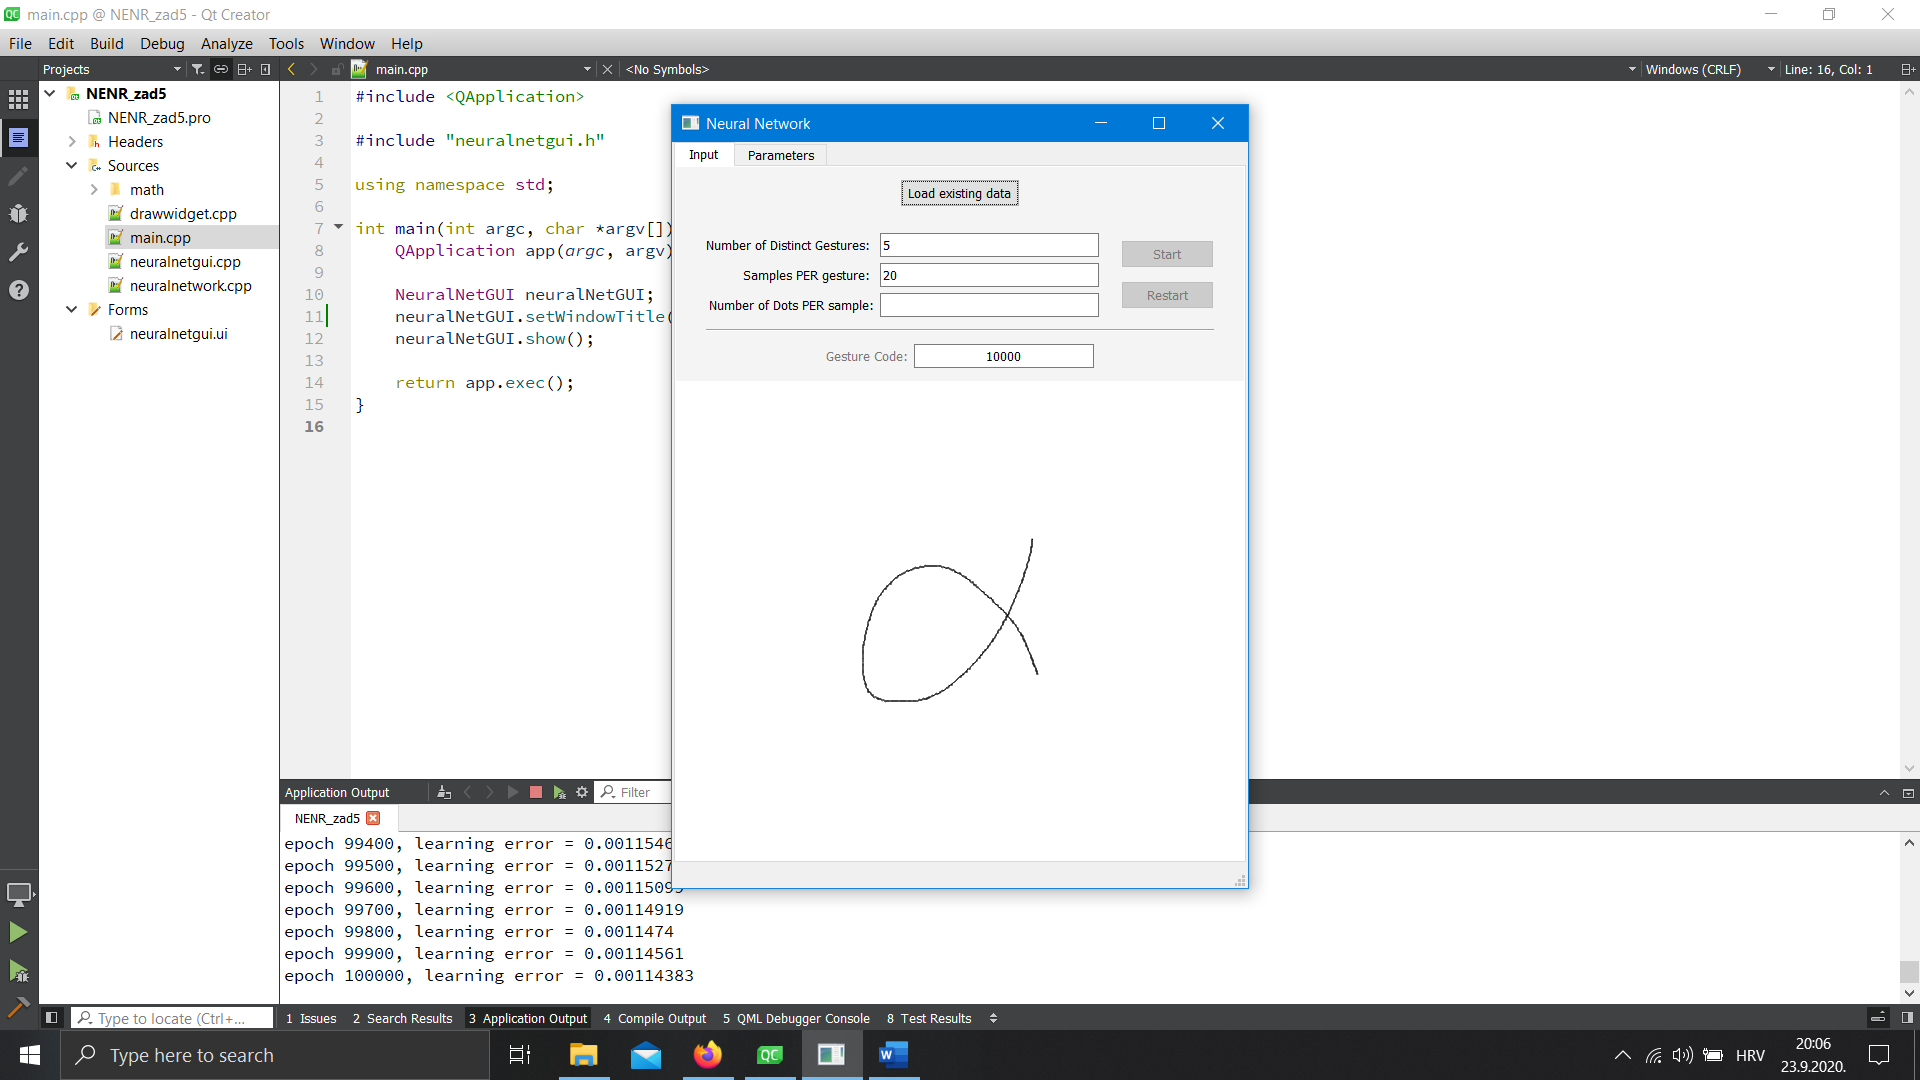 main.cpp @ NENR_zad5 - Qt Creator
File Edit Build Debug Analyze Tools Window Help
Projects main.cpp <No Symbols> Windows (CRLF) Line: 16, Col: 1
NENR_zad5
NENR_zad5.pro
Headers
Sources
math
drawwidget.cpp
main.cpp
neuralnetgui.cpp
neuralnetwork.cpp
Forms
neuralnetgui.ui
1 #include <QApplication>
2
3 #include "neuralnetgui.h"
4
5 using namespace std;
6
7 int main(int argc, char *argv[])
8 QApplication app(argc, argv)
9
10 NeuralNetGUI neuralNetGUI;
11 neuralNetGUI.setWindowTitle(
12 neuralNetGUI.show();
13
14 return app.exec();
15 }
16
Neural Network
Input Parameters
Load existing data
Number of Distinct Gestures: 5
Start
Samples PER gesture: 20
Restart
Number of Dots PER sample:
Gesture Code: 10000
Application Output Filter
NENR_zad5
epoch 99400, learning error = 0.0011546
epoch 99500, learning error = 0.0011527
epoch 99600, learning error = 0.00115095
epoch 99700, learning error = 0.00114919
epoch 99800, learning error = 0.0011474
epoch 99900, learning error = 0.00114561
epoch 100000, learning error = 0.00114383
Type to locate (Ctrl+... 1 Issues 2 Search Results 3 Application Output 4 Compile Output 5 QML Debugger Console 8 Test Results
Type here to search
HRV
20:06
23.9.2020.